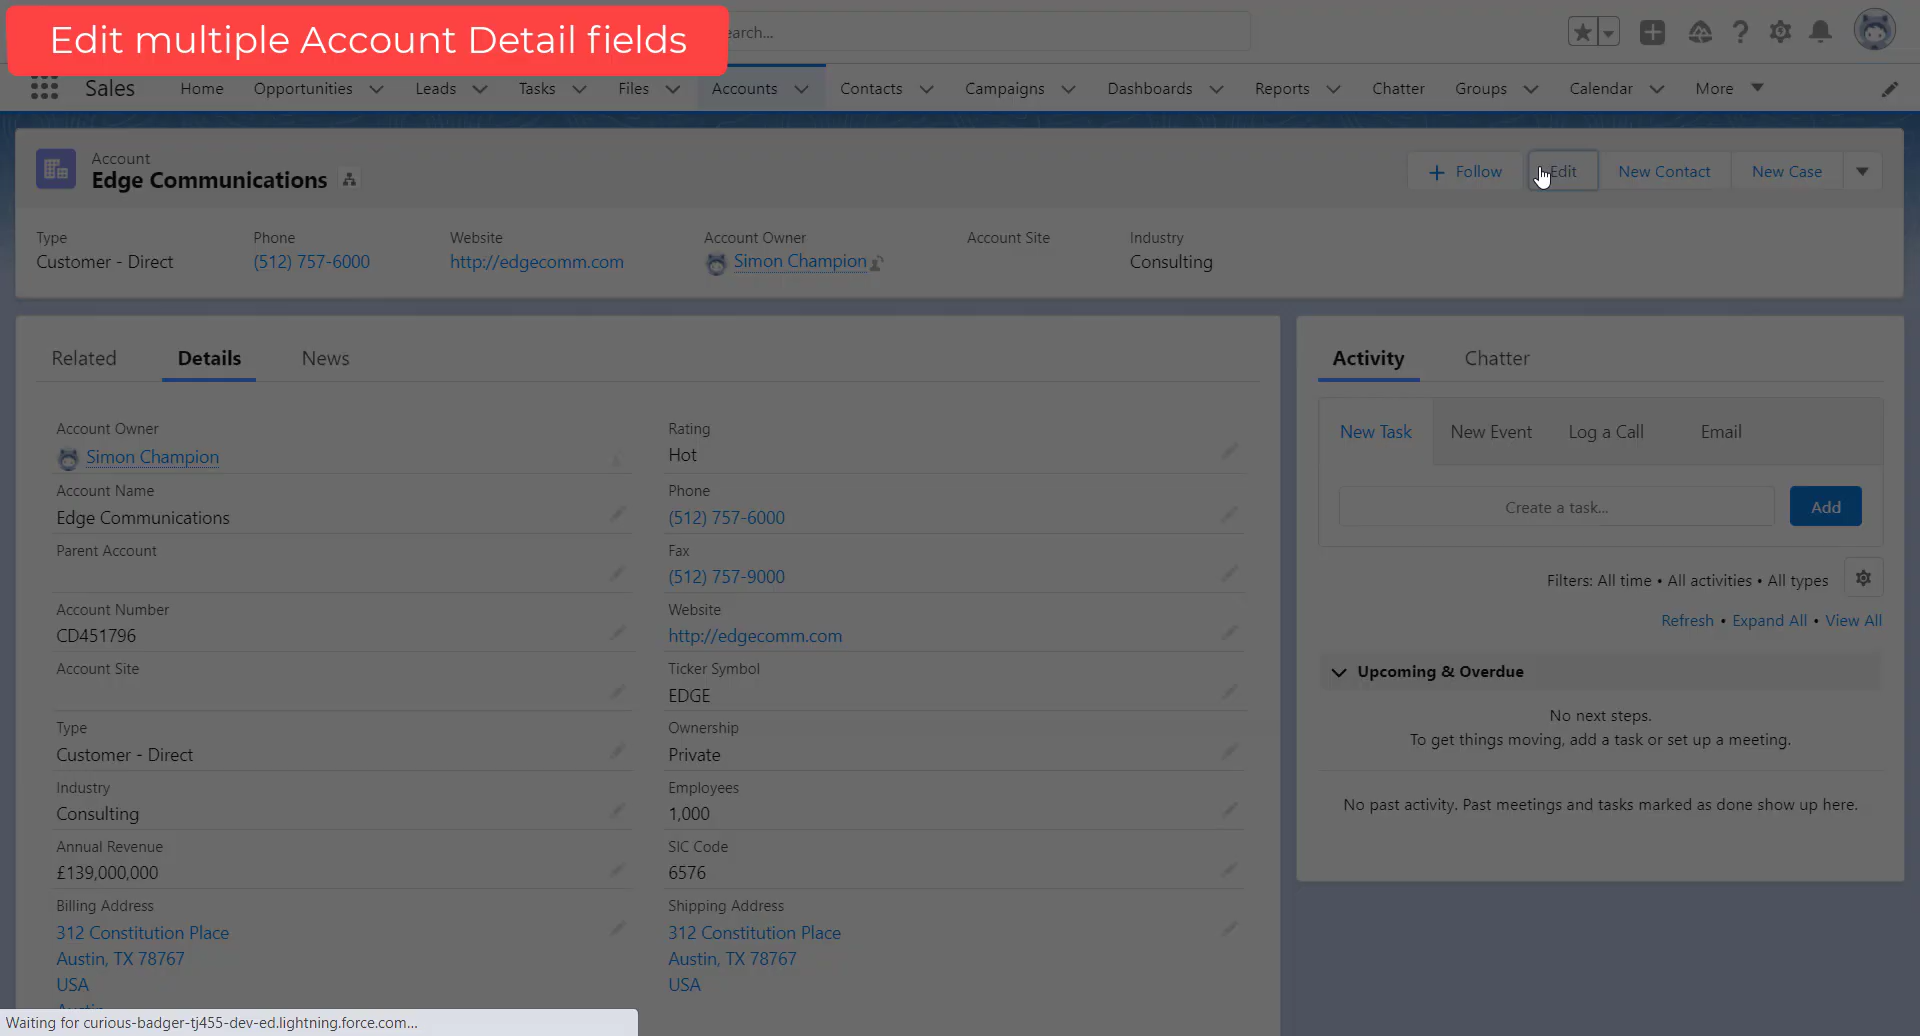 Edit multiple Account Detail fields
earch...
Sales
Home
Opportunities
Leads
Tasks
Files
Accounts
Contacts
Campaigns
Dashboards
Reports
Chatter
Groups
Calendar
More
Account
Edge Communications
Follow
Edit
New Contact
New Case
Type
Customer - Direct
Phone
(512) 757-6000
Website
http://edgecomm.com
Account Owner
Simon Champion
Account Site
Industry
Consulting
Related
Details
News
Account Owner
Simon Champion
Rating
Hot
Account Name
Edge Communications
Phone
(512) 757-6000
Parent Account
Fax
(512) 757-9000
Account Number
CD451796
Website
http://edgecomm.com
Account Site
Ticker Symbol
EDGE
Type
Customer - Direct
Ownership
Private
Industry
Consulting
Employees
1,000
Annual Revenue
£139,000,000
SIC Code
6576
Billing Address
312 Constitution Place
Austin, TX 78767
USA
Shipping Address
312 Constitution Place
Austin, TX 78767
USA
Activity
Chatter
New Task
New Event
Log a Call
Email
Create a task...
Add
Filters: All time • All activities • All types
Refresh • Expand All • View All
Upcoming & Overdue
No next steps.
To get things moving, add a task or set up a meeting.
No past activity. Past meetings and tasks marked as done show up here.
Waiting for curious-badger-tj455-dev-ed.lightning.force.com...